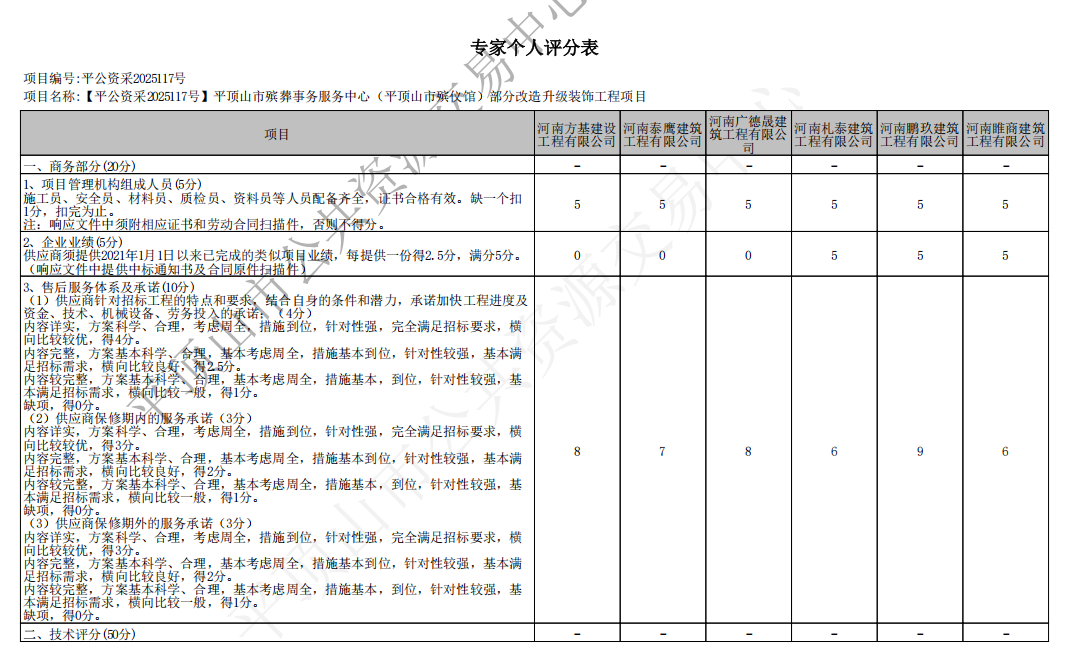 专家个人评分表
项目编号:平公资采2025117号
项目名称:【平公资采2025117号】平顶山市殡葬事务服务中心（平顶山市殡仪馆）部分改造升级装饰工程项目
项目
河南方基建设工程有限公司
河南泰鹰建筑工程有限公司
河南广德晟建筑工程有限公司
河南札泰建筑工程有限公司
河南鹏玖建筑工程有限公司
河南睢商建筑工程有限公司
一、商务部分(20分)
- - - - - -
1、项目管理机构组成人员(5分)
施工员、安全员、材料员、质检员、资料员等人员配备齐全，证书合格有效。缺一个扣
1分，扣完为止。
注：响应文件中须附相应证书和劳动合同扫描件，否则不得分。
5 5 5 5 5 5
2、企业业绩(5分)
供应商须提供2021年1月1日以来已完成的类似项目业绩，每提供一份得2.5分，满分5分。
（响应文件中提供中标通知书及合同原件扫描件）
0 0 0 5 5 5
3、售后服务体系及承诺(10分)
（1）供应商针对招标工程的特点和要求，结合自身的条件和潜力，承诺加快工程进度及
资金、技术、机械设备、劳务投入的承诺：（4分）
内容详实，方案科学、合理，考虑周全，措施到位，针对性强，完全满足招标要求，横
向比较较优，得4分。
内容完整，方案基本科学、合理，基本考虑周全，措施基本到位，针对性较强，基本满
足招标需求，横向比较良好，得2.5分。
内容较完整，方案基本科学、合理，基本考虑周全，措施基本，到位，针对性较强，基
本满足招标需求，横向比较一般，得1分。
缺项，得0分。
（2）供应商保修期内的服务承诺（3分）
内容详实，方案科学、合理，考虑周全，措施到位，针对性强，完全满足招标要求，横
向比较较优，得3分。
内容完整，方案基本科学、合理，基本考虑周全，措施基本到位，针对性较强，基本满
足招标需求，横向比较良好，得2分。
内容较完整，方案基本科学、合理，基本考虑周全，措施基本，到位，针对性较强，基
本满足招标需求，横向比较一般，得1分。
缺项，得0分。
（3）供应商保修期外的服务承诺（3分）
内容详实，方案科学、合理，考虑周全，措施到位，针对性强，完全满足招标要求，横
向比较较优，得3分。
内容完整，方案基本科学、合理，基本考虑周全，措施基本到位，针对性较强，基本满
足招标需求，横向比较良好，得2分。
内容较完整，方案基本科学、合理，基本考虑周全，措施基本，到位，针对性较强，基
本满足招标需求，横向比较一般，得1分。
缺项，得0分。
8 7 8 6 9 6
二、技术评分(50分)
- - - - - -
平顶山市公共资源交易中心
平顶山市公共资源交易中心